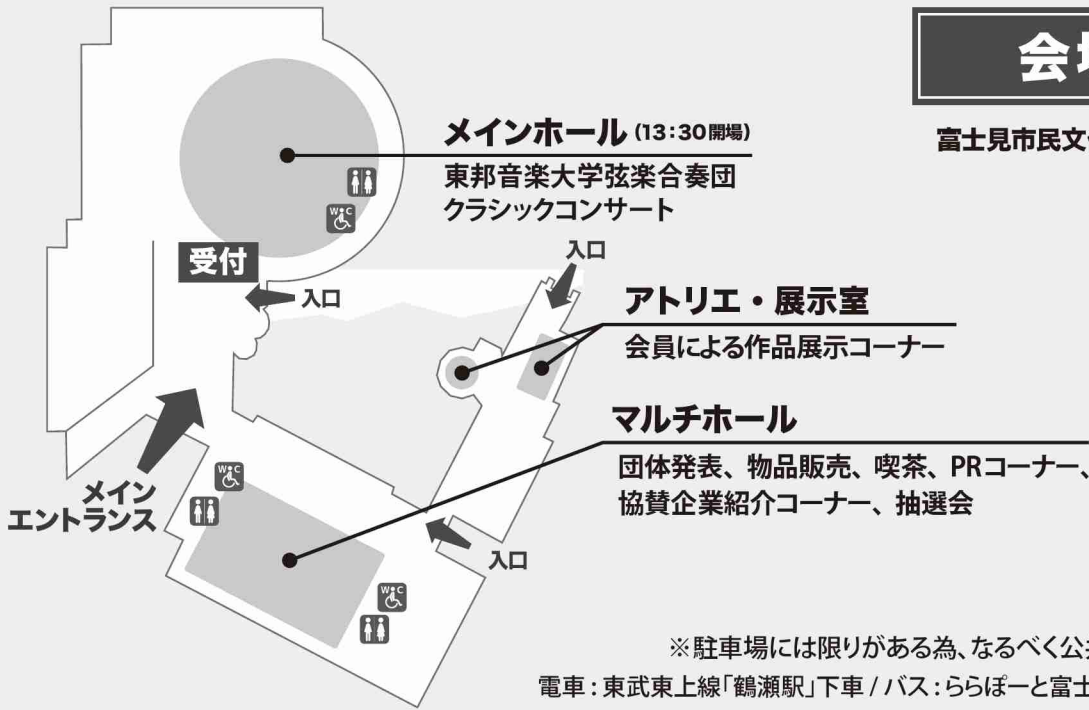 会場
富士見市民文
メインホール (13:30開場)
東邦音楽大学弦楽合奏団
クラシックコンサート
受付
入口
入口
アトリエ・展示室
会員による作品展示コーナー
マルチホール
団体発表、物品販売、喫茶、PRコーナー、
協賛企業紹介コーナー、抽選会
メイン
エントランス
W・C
W・C
入口
W・C
※駐車場には限りがある為、なるべく公共
電車:東武東上線「鶴瀬駅」下車 / バス:ららぽーと富士